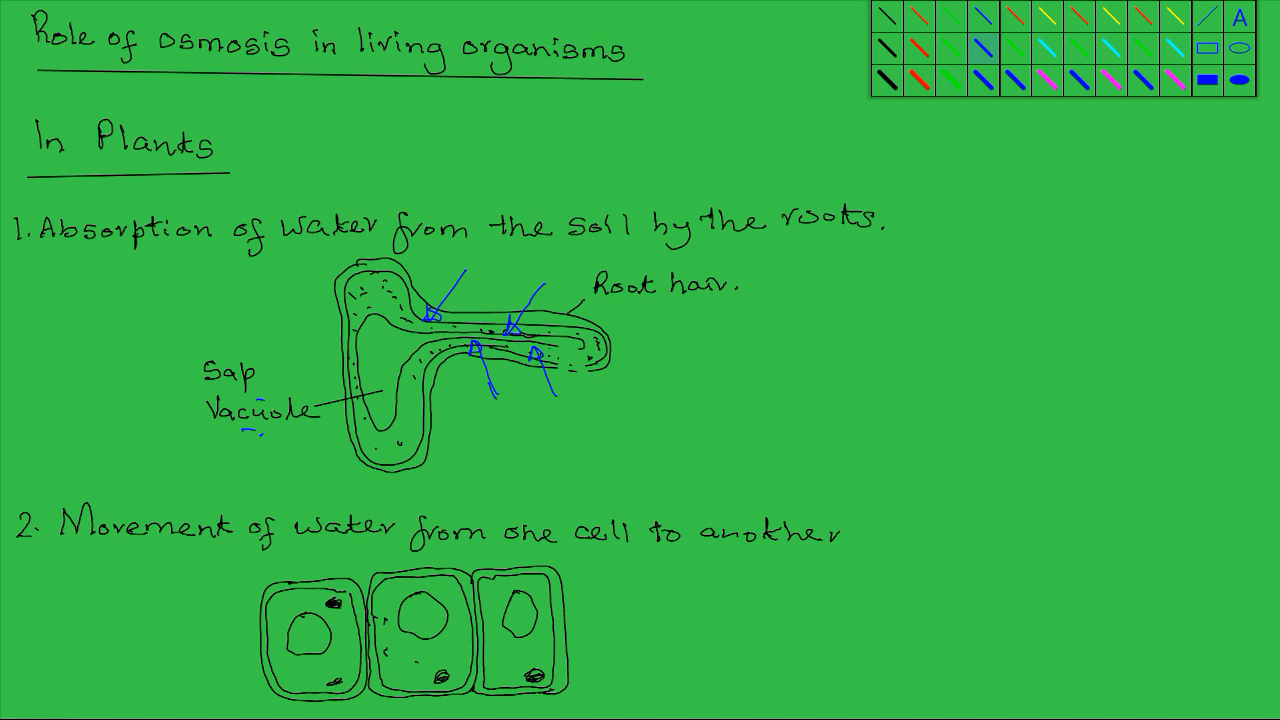 Role of osmosis in living organisms
In Plants
1. Absorption of water from the soil by the roots.
Root hair.
Sap
Vacuole
2. Movement of water from one cell to another
A